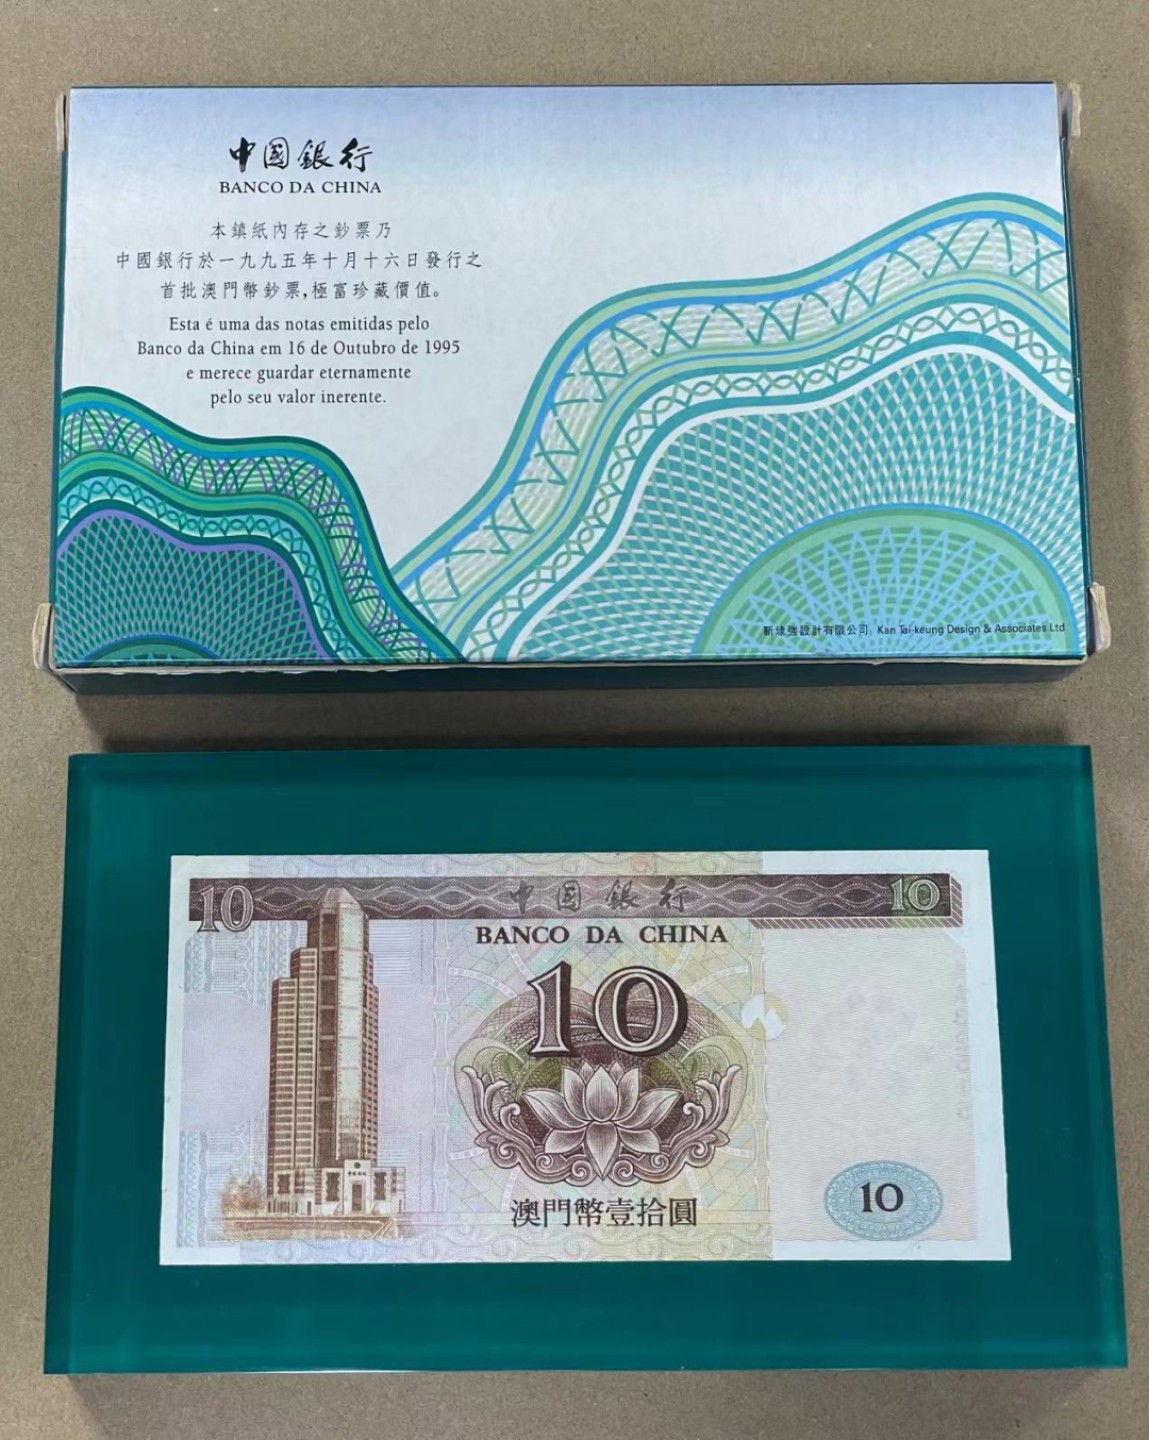 中國銀行
BANCO DA CHINA
本鎮紙內存之鈔票乃
中國銀行於一九九五年十月十六日發行之
首批澳門幣鈔票,極富珍藏價值。
Esta é uma das notas emitidas pelo
Banco da China em 16 de Outubro de 1995
e merece guardar eternamente
pelo seu valor inerente.
靳埭強設計有限公司 Kan Tai-keung Design & Associates Ltd
10
中國銀行
10
BANCO DA CHINA
10
澳門幣壹拾圓
10